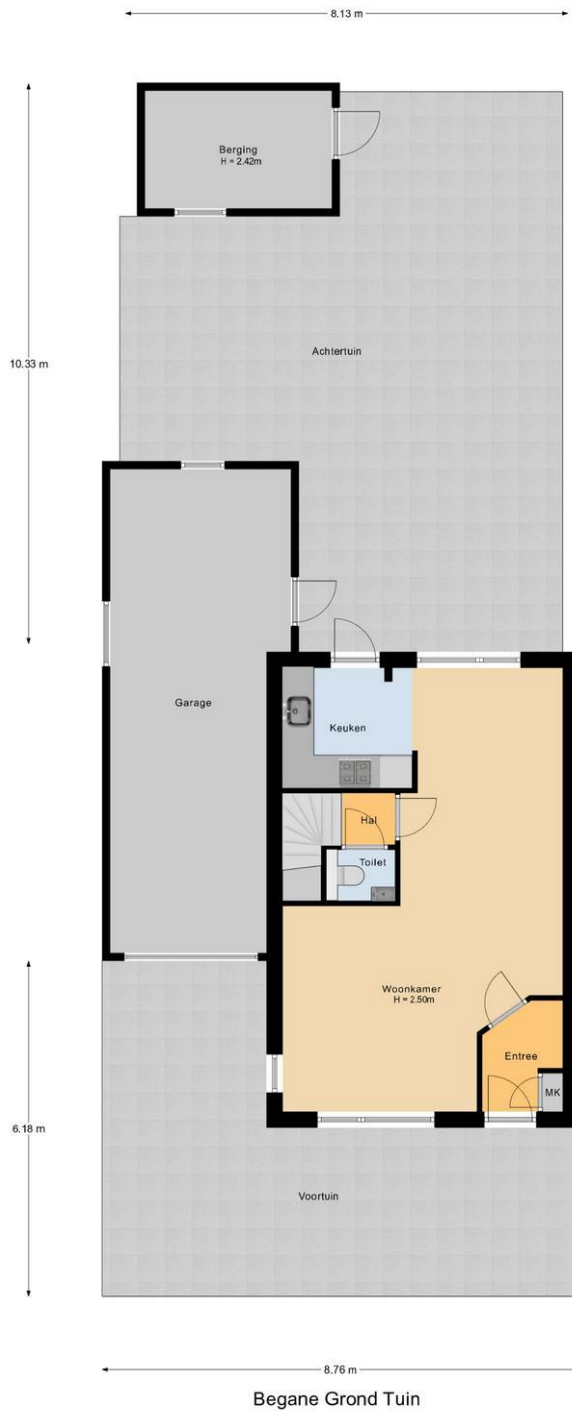 8.13 m
Berging
H = 2.42m
Achtertuin
10.33 m
Garage
Keuken
Hal
Toilet
Woonkamer
H = 2.50m
Entree
MK
6.18 m
Voortuin
8.76 m
Begane Grond Tuin